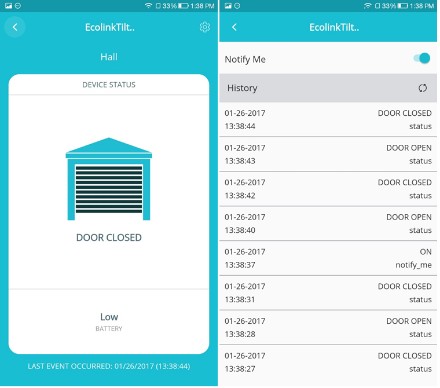 33% 1:38 PM
EcolinkTilt..
Hall
DEVICE STATUS
DOOR CLOSED
Low
BATTERY
LAST EVENT OCCURRED: 01/26/2017 (13:38:44)
33% 1:38 PM
EcolinkTilt..
Notify Me
History
01-26-2017 DOOR CLOSED
13:38:44 status
01-26-2017 DOOR OPEN
13:38:43 status
01-26-2017 DOOR CLOSED
13:38:42 status
01-26-2017 DOOR OPEN
13:38:40 status
01-26-2017 ON
13:38:37 notify_me
01-26-2017 DOOR CLOSED
13:38:31 status
01-26-2017 DOOR OPEN
13:38:28 status
01-26-2017 DOOR CLOSED
13:38:27 status